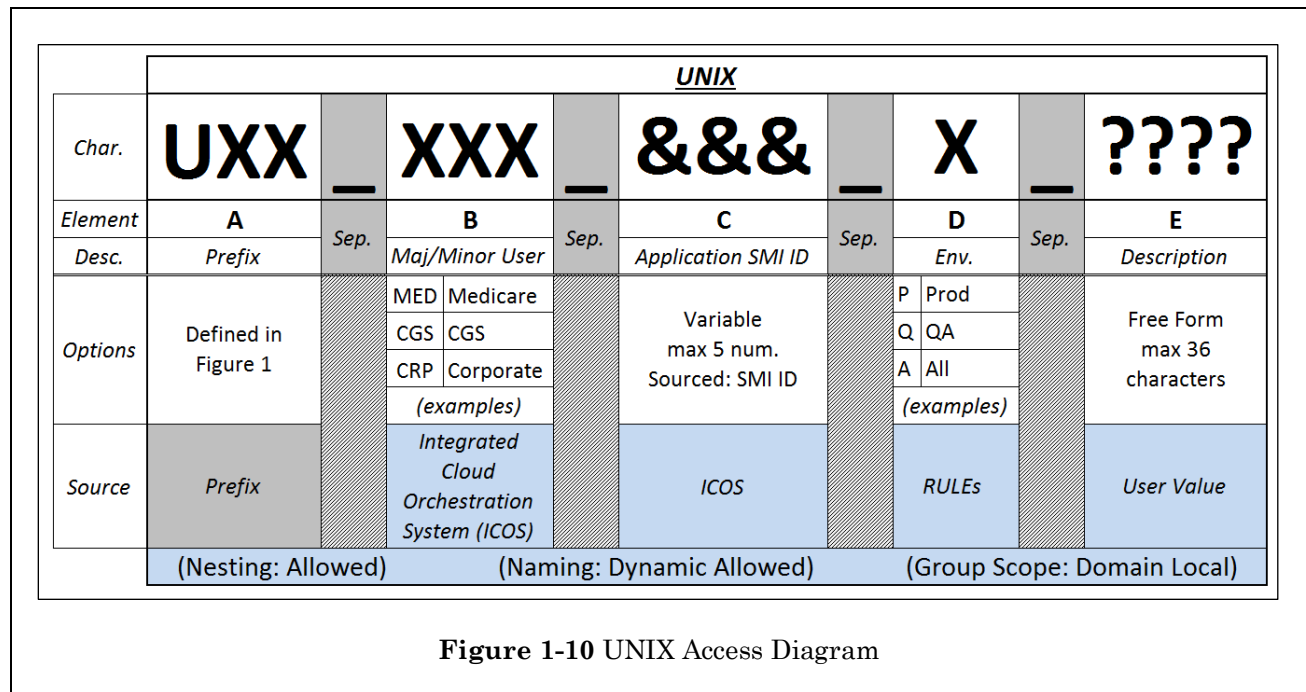 UNIX
Char. UXX _ XXX _ &&& _ X _ ????
Element A Sep. B Sep. C Sep. D Sep. E
Desc. Prefix Maj/Minor User Application SMI ID Env. Description
Options Defined in
Figure 1
MED Medicare
CGS CGS
CRP Corporate
(examples)
Variable
max 5 num.
Sourced: SMI ID
P Prod
Q QA
A All
(examples)
Free Form
max 36
characters
Source Prefix
Integrated
Cloud
Orchestration
System (ICOS)
ICOS
RULEs
User Value
(Nesting: Allowed) (Naming: Dynamic Allowed) (Group Scope: Domain Local)
Figure 1-10 UNIX Access Diagram